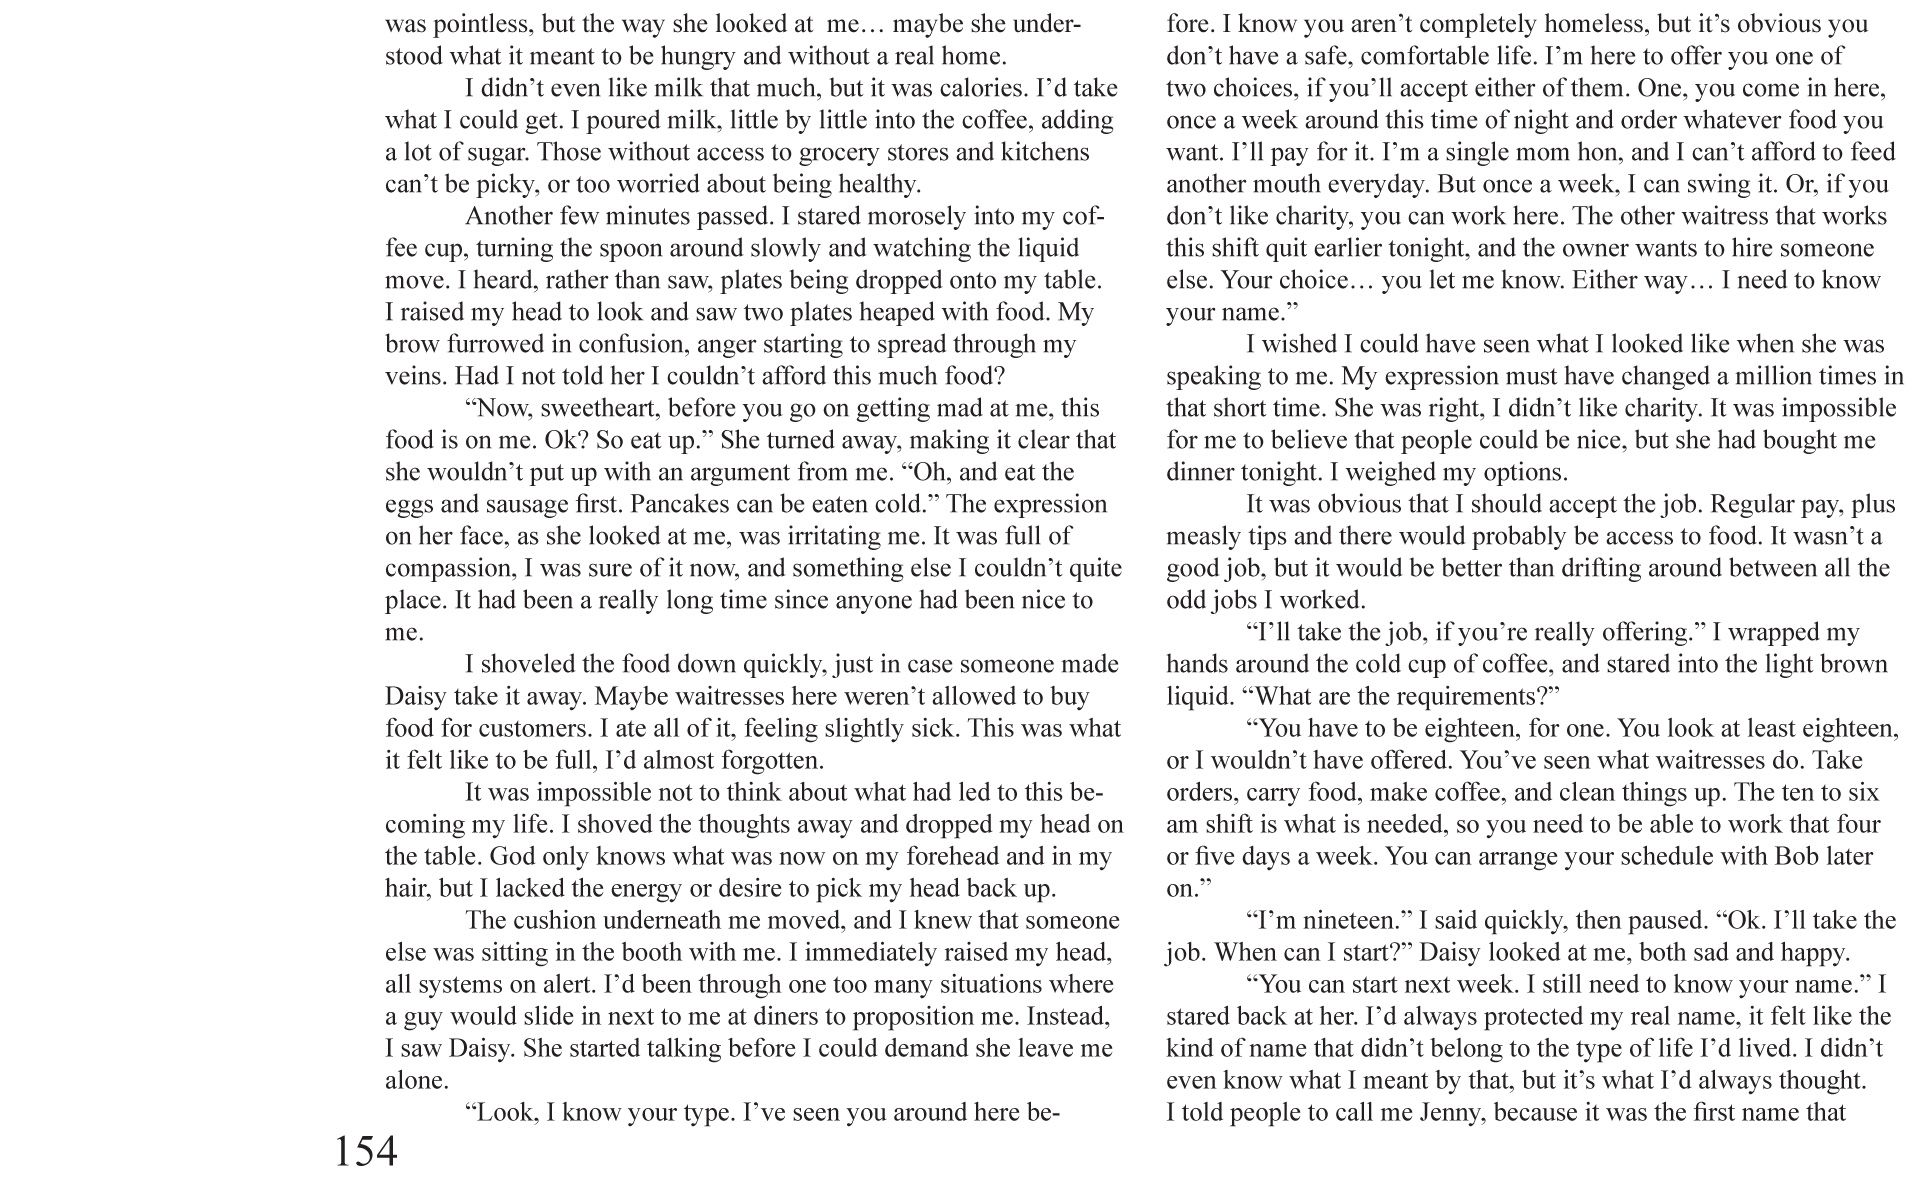 was pointless, but the way she looked at  me… maybe she under-
stood what it meant to be hungry and without a real home.
I didn’t even like milk that much, but it was calories. I’d take
what I could get. I poured milk, little by little into the coffee, adding
a lot of sugar. Those without access to grocery stores and kitchens
can’t be picky, or too worried about being healthy.
Another few minutes passed. I stared morosely into my cof-
fee cup, turning the spoon around slowly and watching the liquid
move. I heard, rather than saw, plates being dropped onto my table.
I raised my head to look and saw two plates heaped with food. My
brow furrowed in confusion, anger starting to spread through my
veins. Had I not told her I couldn’t afford this much food?
“Now, sweetheart, before you go on getting mad at me, this
food is on me. Ok? So eat up.” She turned away, making it clear that
she wouldn’t put up with an argument from me. “Oh, and eat the
eggs and sausage first. Pancakes can be eaten cold.” The expression
on her face, as she looked at me, was irritating me. It was full of
compassion, I was sure of it now, and something else I couldn’t quite
place. It had been a really long time since anyone had been nice to
me.
I shoveled the food down quickly, just in case someone made
Daisy take it away. Maybe waitresses here weren’t allowed to buy
food for customers. I ate all of it, feeling slightly sick. This was what
it felt like to be full, I’d almost forgotten.
It was impossible not to think about what had led to this be-
coming my life. I shoved the thoughts away and dropped my head on
the table. God only knows what was now on my forehead and in my
hair, but I lacked the energy or desire to pick my head back up.
The cushion underneath me moved, and I knew that someone
else was sitting in the booth with me. I immediately raised my head,
all systems on alert. I’d been through one too many situations where
a guy would slide in next to me at diners to proposition me. Instead,
I saw Daisy. She started talking before I could demand she leave me
alone.
“Look, I know your type. I’ve seen you around here be-
154
fore. I know you aren’t completely homeless, but it’s obvious you
don’t have a safe, comfortable life. I’m here to offer you one of
two choices, if you’ll accept either of them. One, you come in here,
once a week around this time of night and order whatever food you
want. I’ll pay for it. I’m a single mom hon, and I can’t afford to feed
another mouth everyday. But once a week, I can swing it. Or, if you
don’t like charity, you can work here. The other waitress that works
this shift quit earlier tonight, and the owner wants to hire someone
else. Your choice… you let me know. Either way… I need to know
your name.”
I wished I could have seen what I looked like when she was
speaking to me. My expression must have changed a million times in
that short time. She was right, I didn’t like charity. It was impossible
for me to believe that people could be nice, but she had bought me
dinner tonight. I weighed my options.
It was obvious that I should accept the job. Regular pay, plus
measly tips and there would probably be access to food. It wasn’t a
good job, but it would be better than drifting around between all the
odd jobs I worked.
“I’ll take the job, if you’re really offering.” I wrapped my
hands around the cold cup of coffee, and stared into the light brown
liquid. “What are the requirements?”
“You have to be eighteen, for one. You look at least eighteen,
or I wouldn’t have offered. You’ve seen what waitresses do. Take
orders, carry food, make coffee, and clean things up. The ten to six
am shift is what is needed, so you need to be able to work that four
or five days a week. You can arrange your schedule with Bob later
on.”
“I’m nineteen.” I said quickly, then paused. “Ok. I’ll take the
job. When can I start?” Daisy looked at me, both sad and happy.
“You can start next week. I still need to know your name.” I
stared back at her. I’d always protected my real name, it felt like the
kind of name that didn’t belong to the type of life I’d lived. I didn’t
even know what I meant by that, but it’s what I’d always thought.
I told people to call me Jenny, because it was the first name that